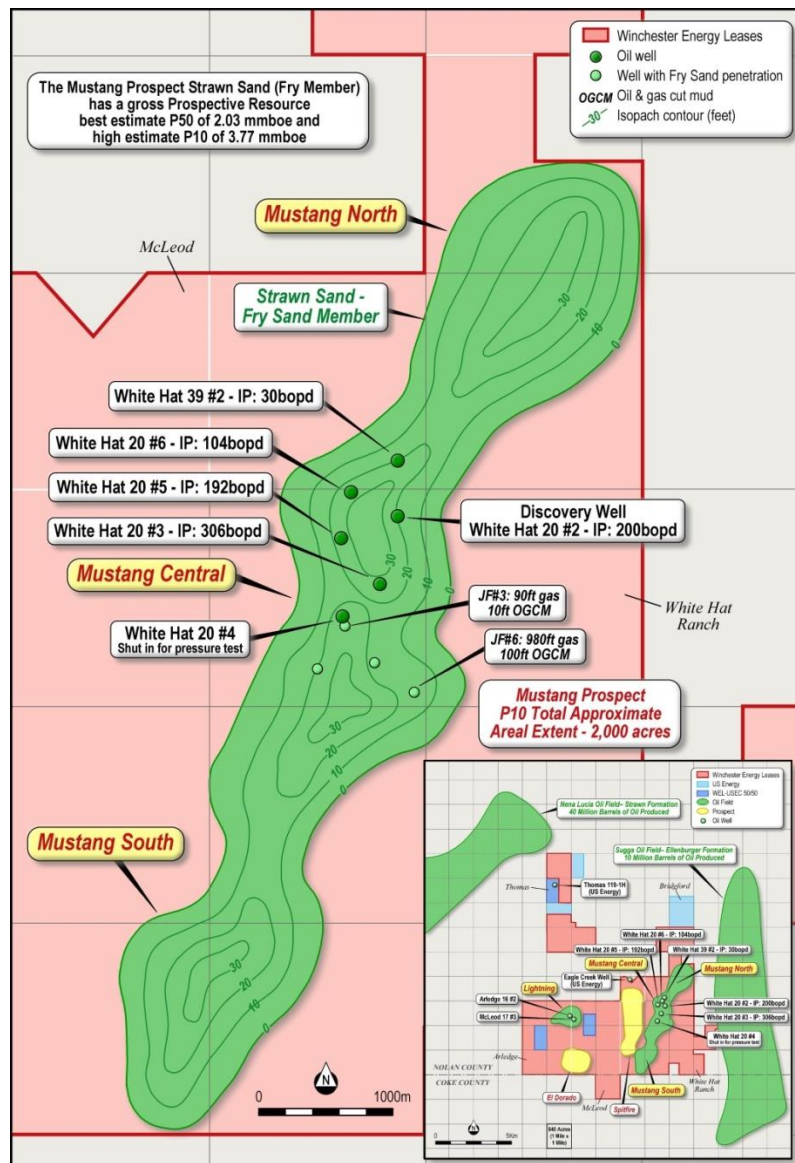 The Mustang Prospect Strawn Sand (Fry Member)
has a gross Prospective Resource
best estimate P50 of 2.03 mmboe and
high estimate P10 of 3.77 mmboe
Winchester Energy Leases
Oil well
Well with Fry Sand penetration
OGCM Oil & gas cut mud
30 Isopach contour (feet)
Mustang North
McLeod
Strawn Sand -
Fry Sand Member
30
20
10
0
White Hat 39 #2 - IP: 30bopd
White Hat 20 #6 - IP: 104bopd
White Hat 20 #5 - IP: 192bopd
White Hat 20 #3 - IP: 306bopd
Discovery Well
White Hat 20 #2 - IP: 200bopd
Mustang Central
30
20
10
0
JF#3: 90ft gas
10ft OGCM
White Hat
Ranch
White Hat 20 #4
Shut in for pressure test
JF#6: 980ft gas
100ft OGCM
Mustang Prospect
P10 Total Approximate
Areal Extent - 2,000 acres
30
20
10
0
Mustang South
30
20
10
0
N
0
1000m
Winchester Energy Leases
US Energy
WEL-USEC 50/50
Oil Field
Prospect
Oil Well
Nena Lucia Oil Field- Strawn Formation
40 Million Barrels of Oil Produced
Suggs Oil Field- Ellenburger Formation
10 Million Barrels of Oil Produced
Thomas
Thomas 119-1H
(US Energy)
Bridgford
White Hat 20 #6 - IP: 104bopd
White Hat 20 #5 - IP: 192bopd
White Hat 39 #2 - IP: 30bopd
Mustang Central
Mustang North
Eagle Creek Well
(US Energy)
Lightning
Arledge 16 #2
McLeod 17 #3
White Hat 20 #2 - IP: 200bopd
White Hat 20 #3 - IP: 306bopd
White Hat 20 #4
Shut in for pressure test
Arledge
NOLAN COUNTY
COKE COUNTY
El Dorado
McLeod
Spitfire
Mustang South
White Hat
Ranch
N
0
5Km
640 Acres
(1 Mile x
1 Mile)